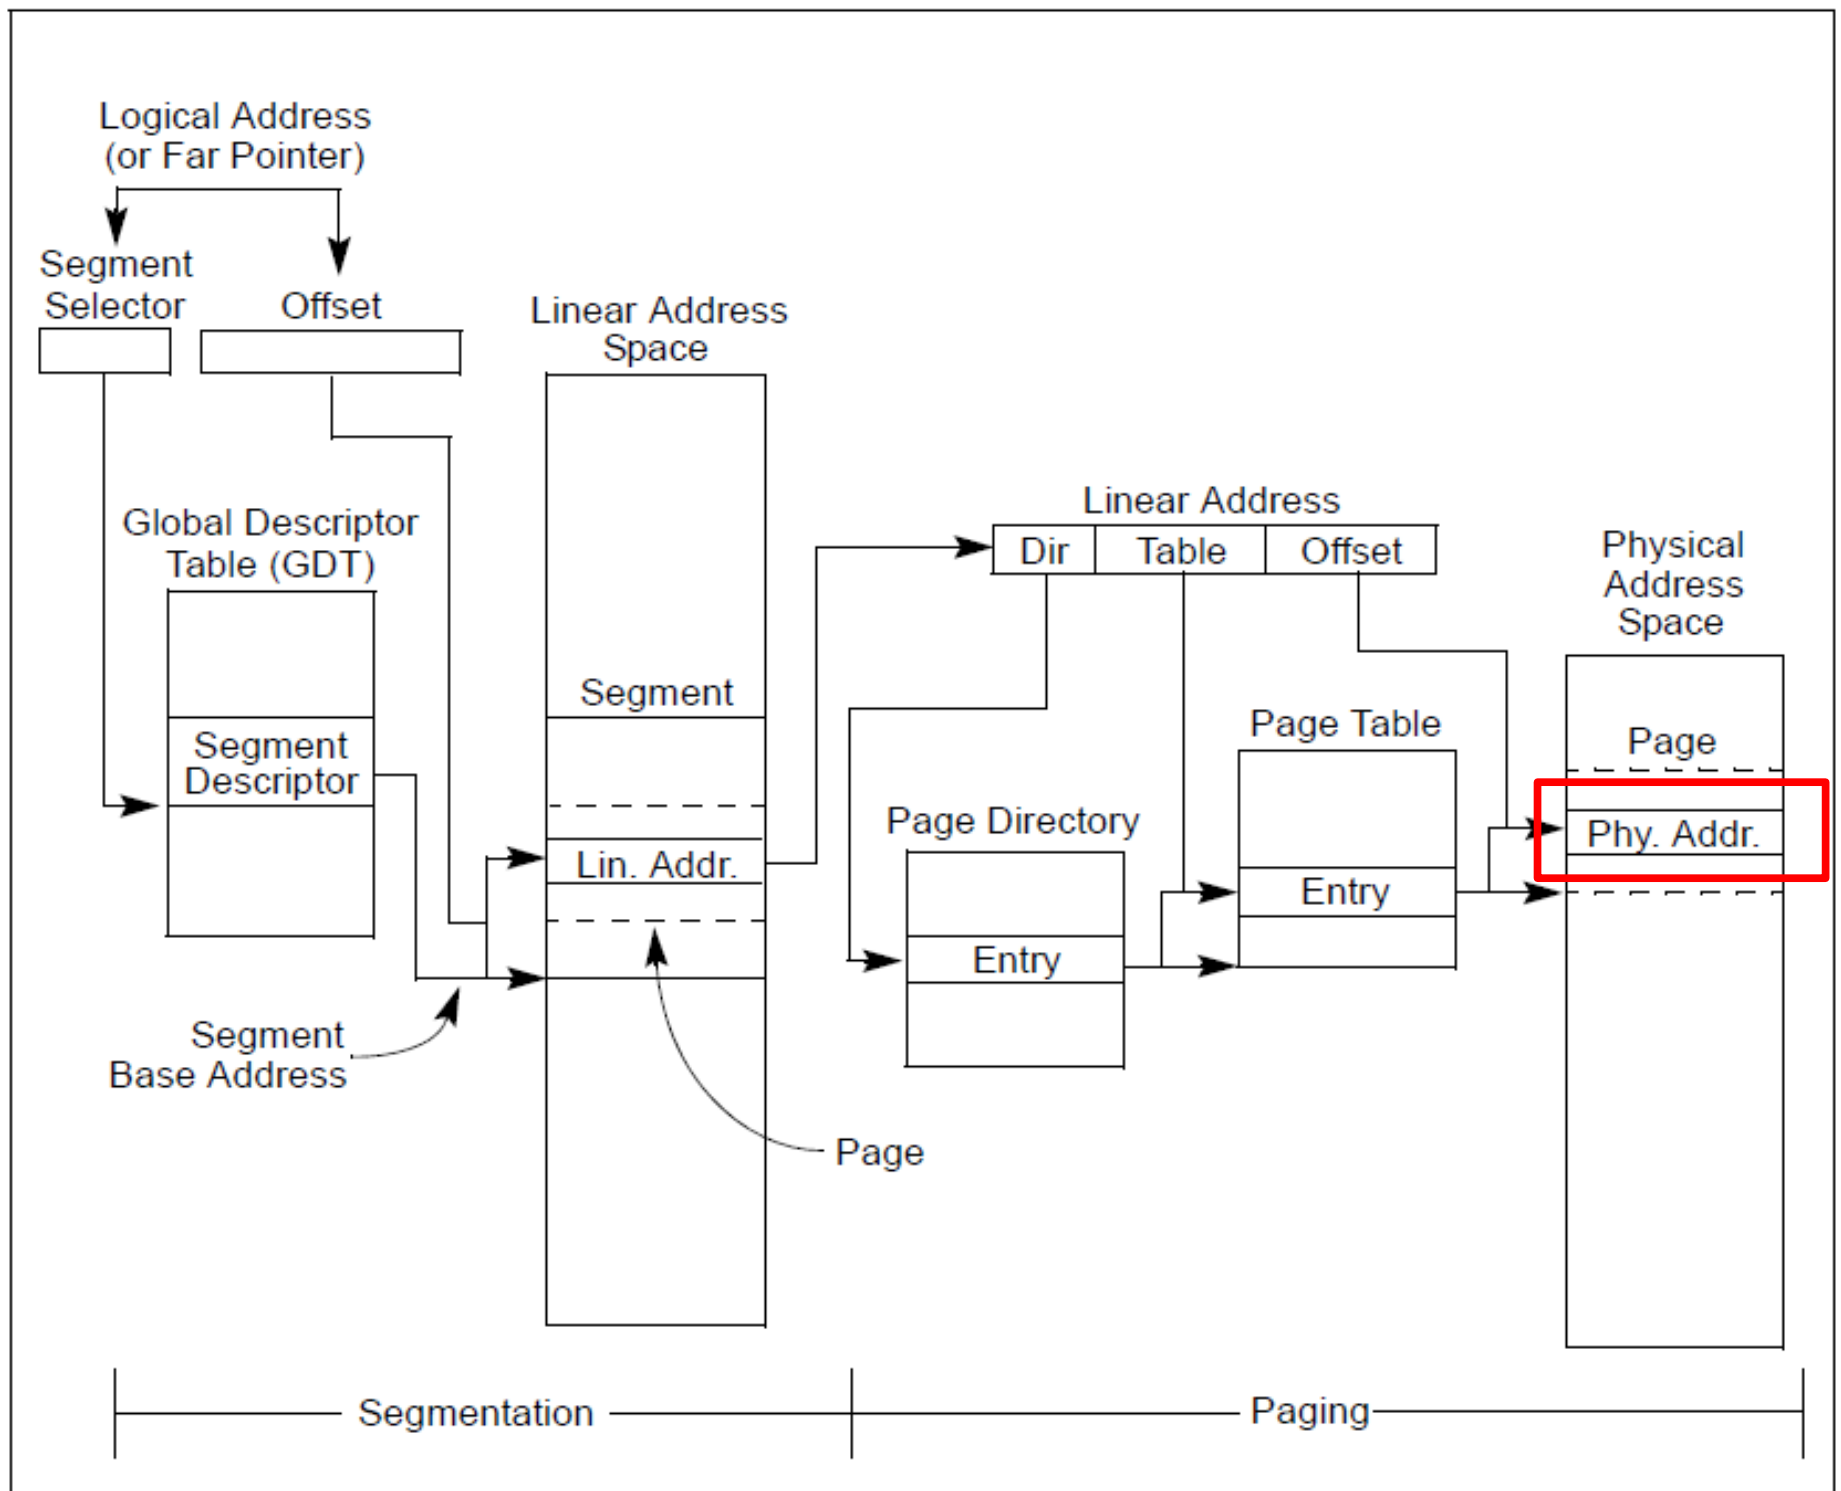 Logical Address
(or Far Pointer)
Segment
Selector
Offset
Linear Address
Space
Global Descriptor
Table (GDT)
Segment
Descriptor
Segment
Lin. Addr.
Segment
Base Address
Page
Linear Address
Dir
Table
Offset
Page Directory
Entry
Page Table
Entry
Physical
Address
Space
Page
Phy. Addr.
Segmentation
Paging